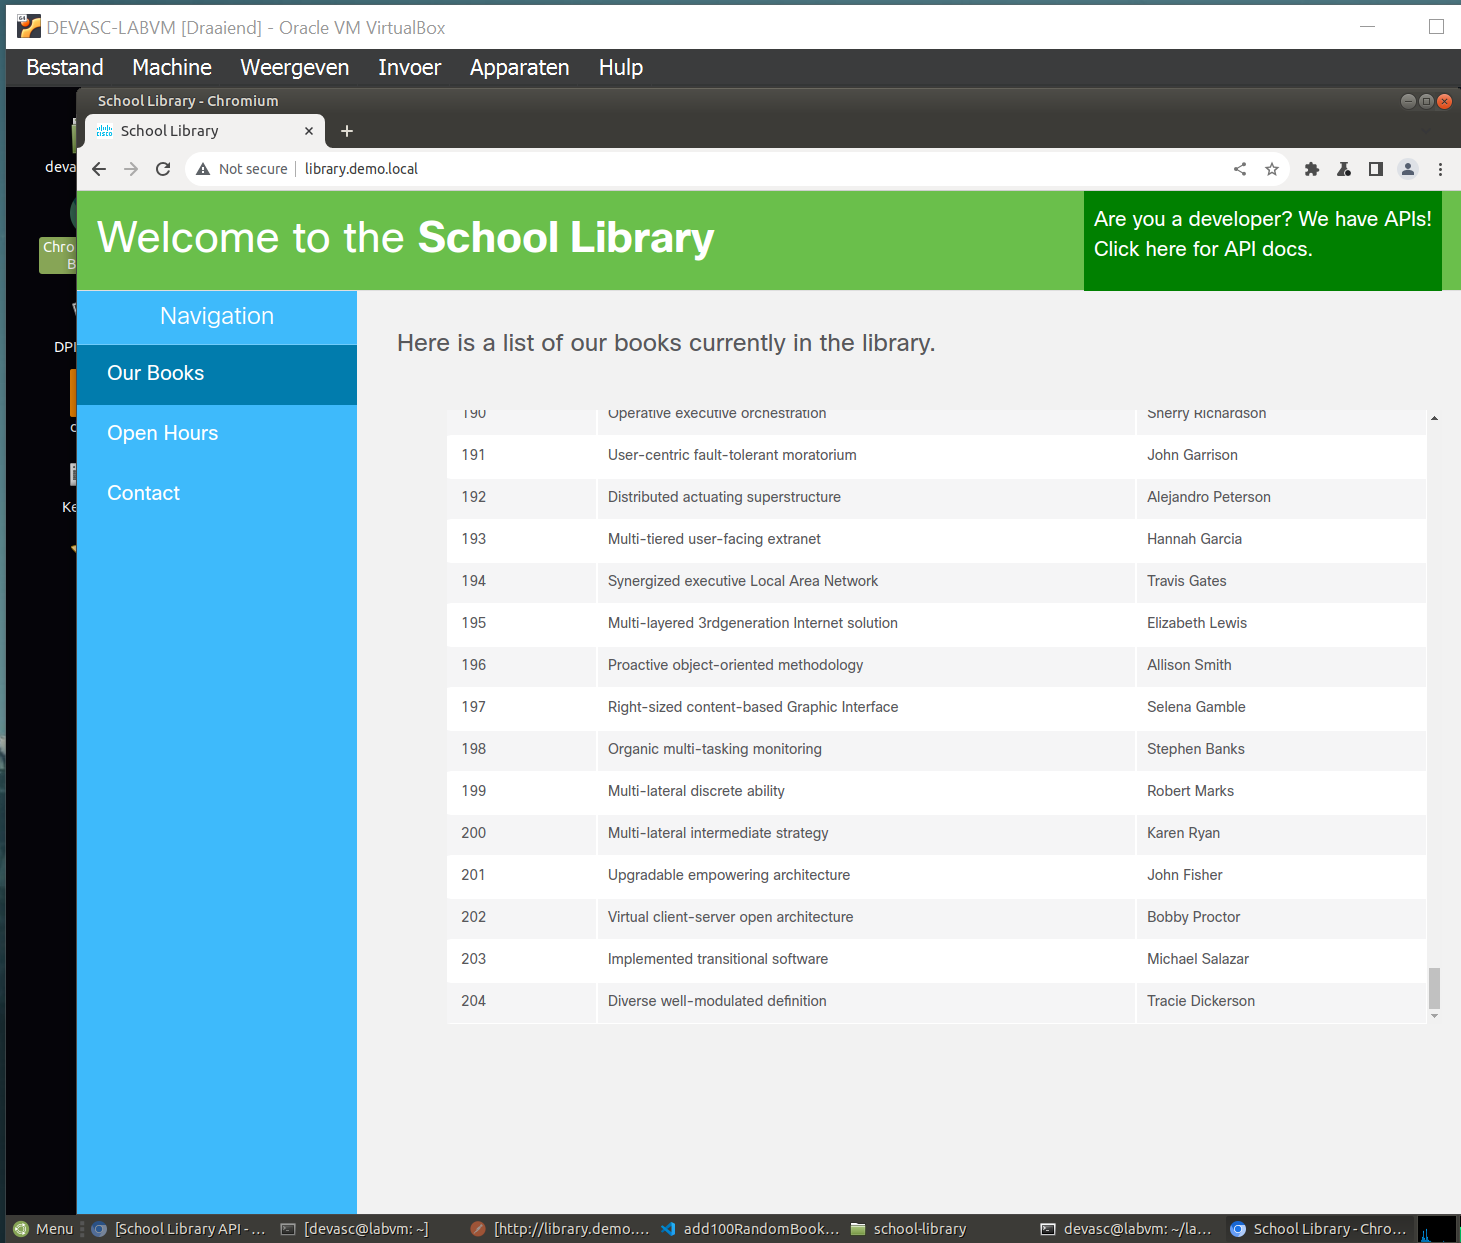 DEVASC-LABVM [Draaiend] - Oracle VM VirtualBox
Bestand Machine Weergeven Invoer Apparaten Hulp
School Library - Chromium
School Library
Not secure library.demo.local
Welcome to the School Library
Are you a developer? We have APIs!
Click here for API docs.
Navigation
Our Books
Open Hours
Contact
Here is a list of our books currently in the library.
190 Operative executive orchestration Sherry Richardson
191 User-centric fault-tolerant moratorium John Garrison
192 Distributed actuating superstructure Alejandro Peterson
193 Multi-tiered user-facing extranet Hannah Garcia
194 Synergized executive Local Area Network Travis Gates
195 Multi-layered 3rdgeneration Internet solution Elizabeth Lewis
196 Proactive object-oriented methodology Allison Smith
197 Right-sized content-based Graphic Interface Selena Gamble
198 Organic multi-tasking monitoring Stephen Banks
199 Multi-lateral discrete ability Robert Marks
200 Multi-lateral intermediate strategy Karen Ryan
201 Upgradable empowering architecture John Fisher
202 Virtual client-server open architecture Bobby Proctor
203 Implemented transitional software Michael Salazar
204 Diverse well-modulated definition Tracie Dickerson
deva
Chro
B
DPI
Ke
Menu [School Library API - ... [devasc@labvm: ~] [http://library.demo.... add100RandomBook... school-library devasc@labvm: ~/la... School Library - Chro...